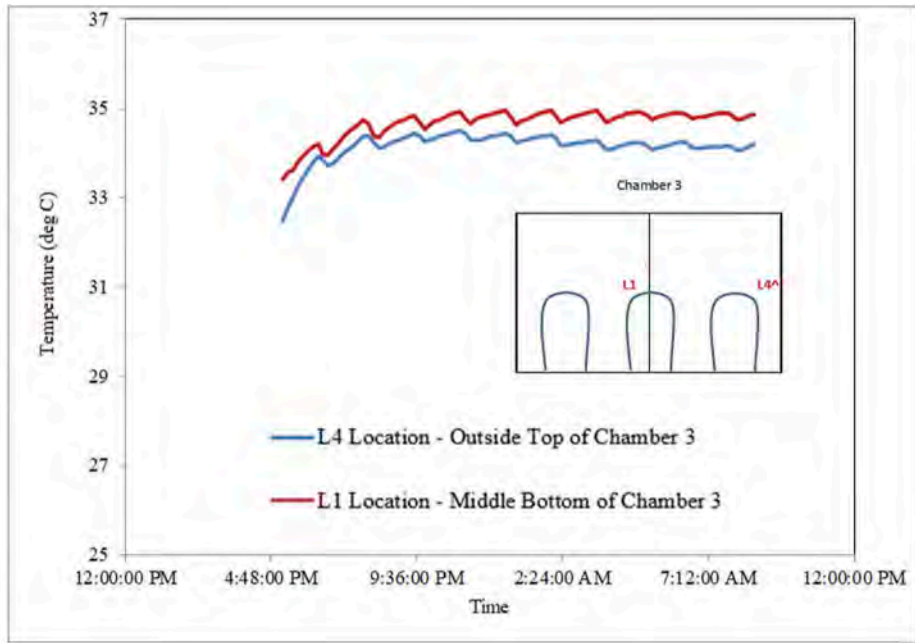 37
35
33
31
29
27
25
Temperature (deg C)
Chamber 3
L1
L4^
L4 Location - Outside Top of Chamber 3
L1 Location - Middle Bottom of Chamber 3
12:00:00 PM
4:48:00 PM
9:36:00 PM
2:24:00 AM
7:12:00 AM
12:00:00 PM
Time